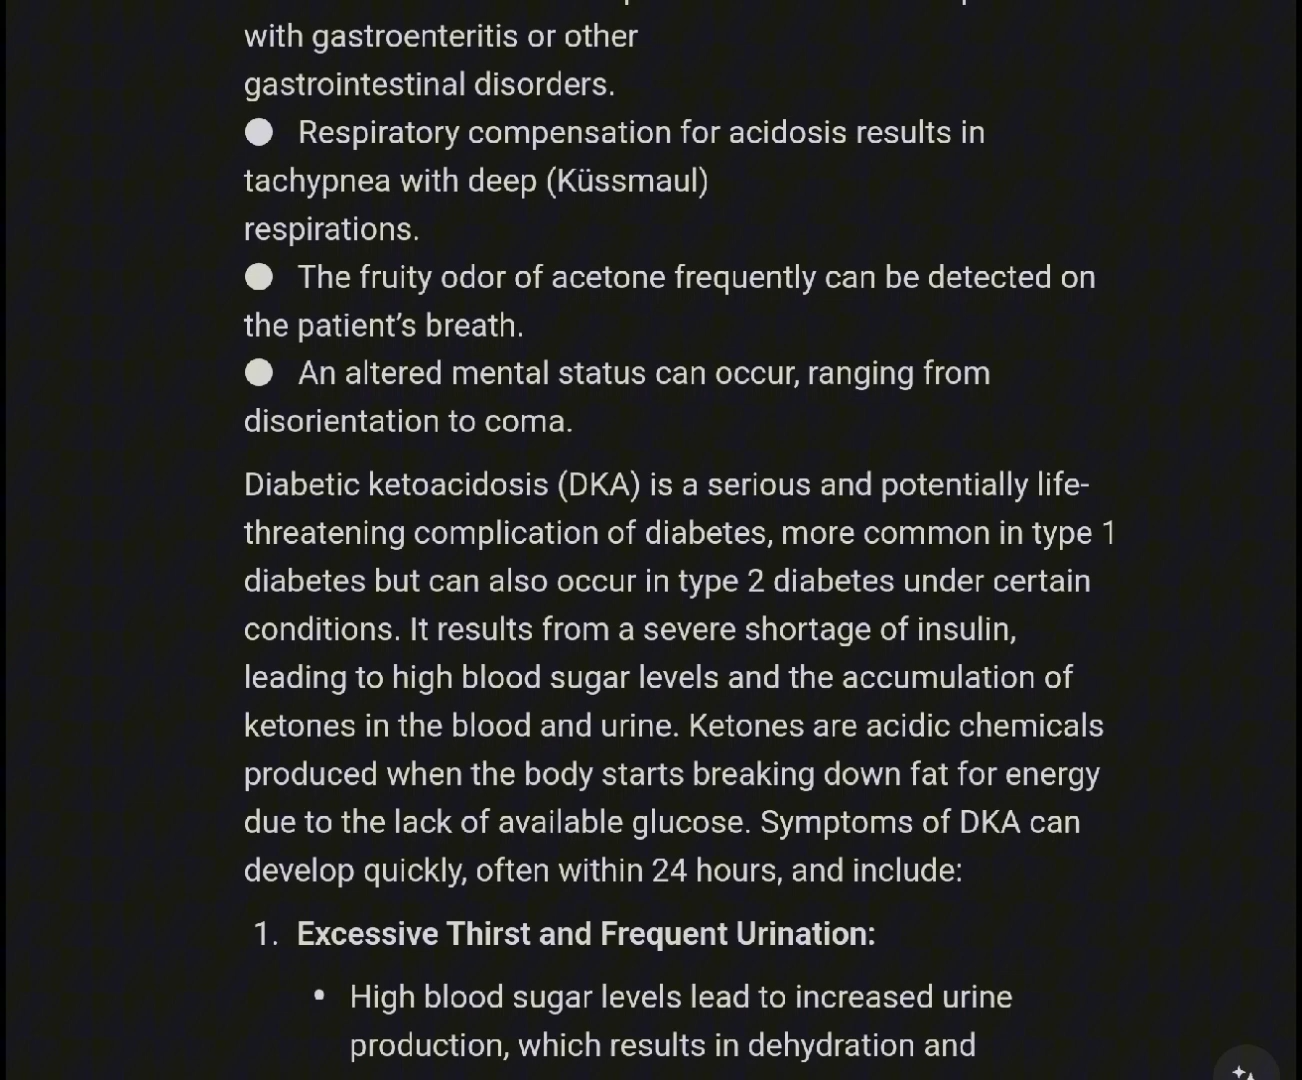 with gastroenteritis or other
gastrointestinal disorders.
● Respiratory compensation for acidosis results in
tachypnea with deep (Küssmaul)
respirations.
● The fruity odor of acetone frequently can be detected on
the patient's breath.
● An altered mental status can occur, ranging from
disorientation to coma.
Diabetic ketoacidosis (DKA) is a serious and potentially life-
threatening complication of diabetes, more common in type 1
diabetes but can also occur in type 2 diabetes under certain
conditions. It results from a severe shortage of insulin,
leading to high blood sugar levels and the accumulation of
ketones in the blood and urine. Ketones are acidic chemicals
produced when the body starts breaking down fat for energy
due to the lack of available glucose. Symptoms of DKA can
develop quickly, often within 24 hours, and include:
1. Excessive Thirst and Frequent Urination:
• High blood sugar levels lead to increased urine
production, which results in dehydration and